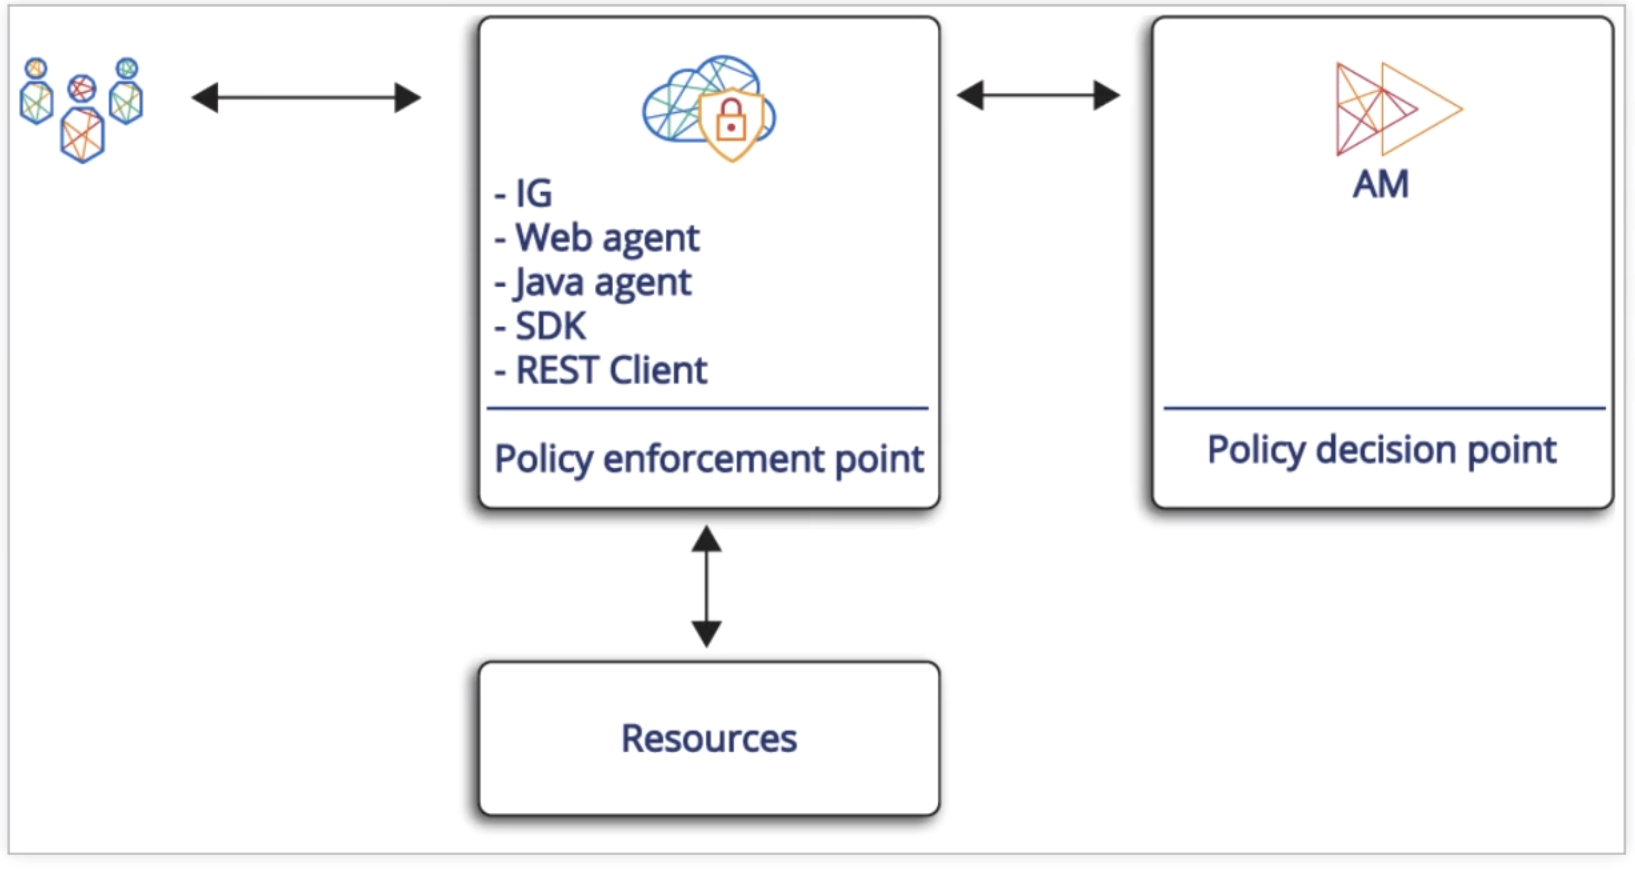 - IG
- Web agent
- Java agent
- SDK
- REST Client
Policy enforcement point
AM
Policy decision point
Resources